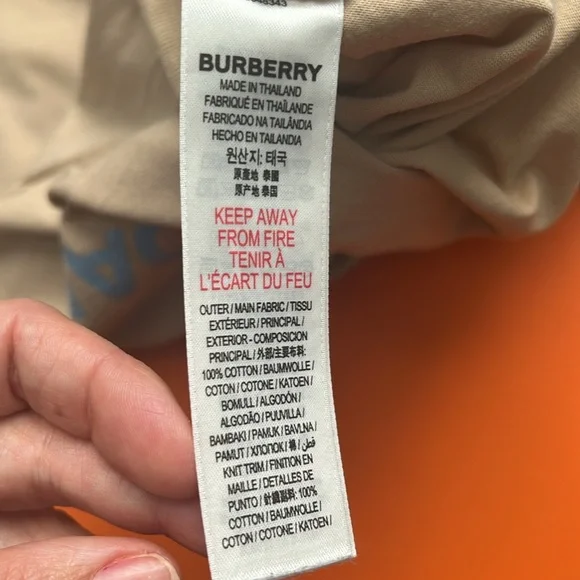 BURBERRY
MADE IN THAILAND
FABRIQUÉ EN THAÏLANDE
FABRICADO NA TAILÂNDIA
HECHO EN TAILANDIA
원산지: 태국
原產地 泰國
原产地 泰国
KEEP AWAY
FROM FIRE
TENIR À
L'ÉCART DU FEU
OUTER / MAIN FABRIC / TISSU
EXTÉRIEUR / PRINCIPAL /
EXTERIOR - COMPOSITION
PRINCIPAL / 外部/主要布料:
100% COTTON / BAUMWOLLE /
COTON / COTONE / KATOEN /
BOMULL / ALGODÓN /
ALGODÃO / PUUVILLA /
BAMBAKI / PAMUK / BAVLNA /
PAMUT / ХЛОПОК / 棉 / قطن /
KNIT TRIM / FINITION EN
MAILLE / DETALLES DE
PUNTO / 針織副料: 100%
COTTON / BAUMWOLLE /
COTON / COTONE / KATOEN /